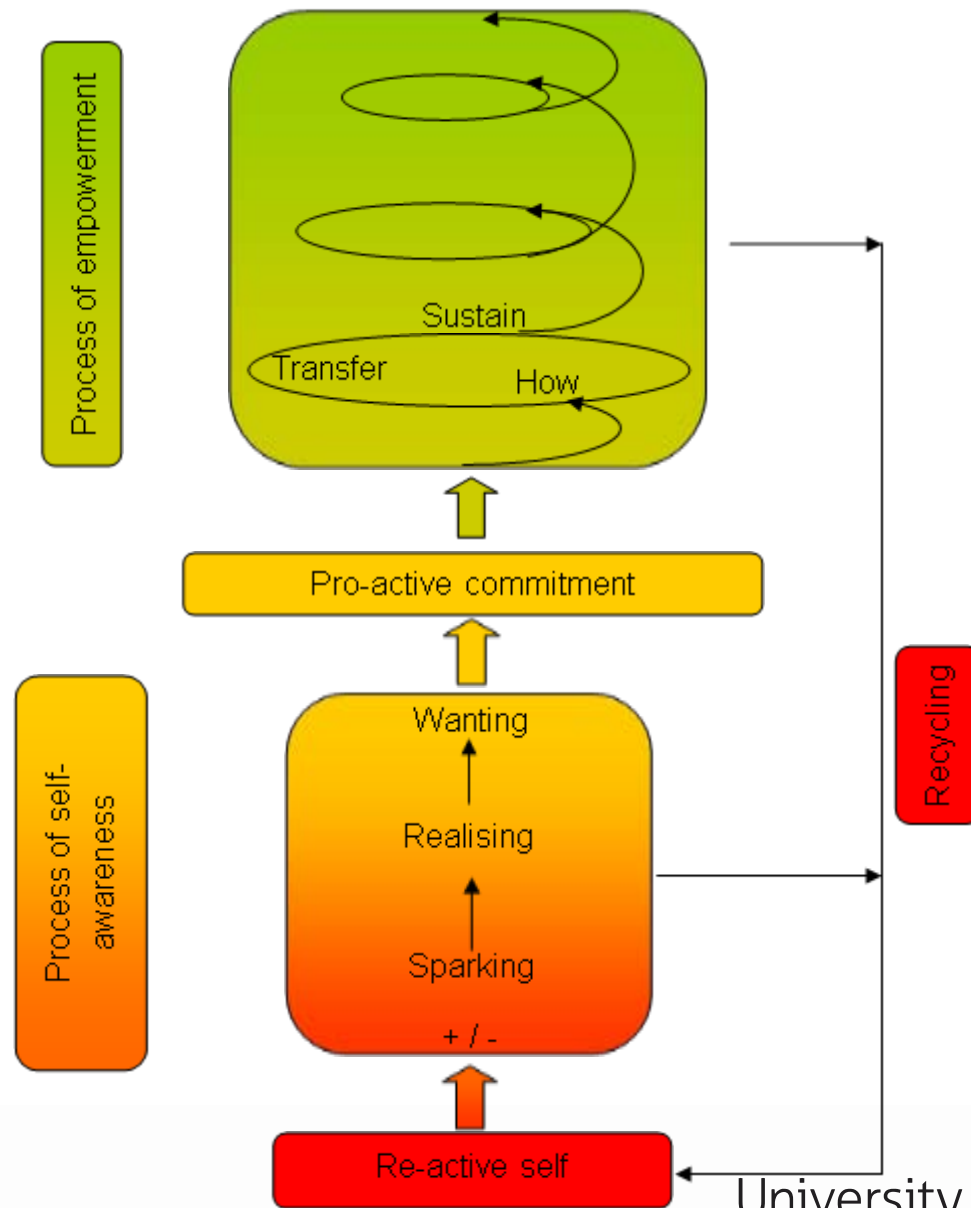 Process of empowerment
Sustain
Transfer
How
Pro-active commitment
Process of self-
awareness
Wanting
Realising
Sparking
+ / -
Recycling
Re-active self
University